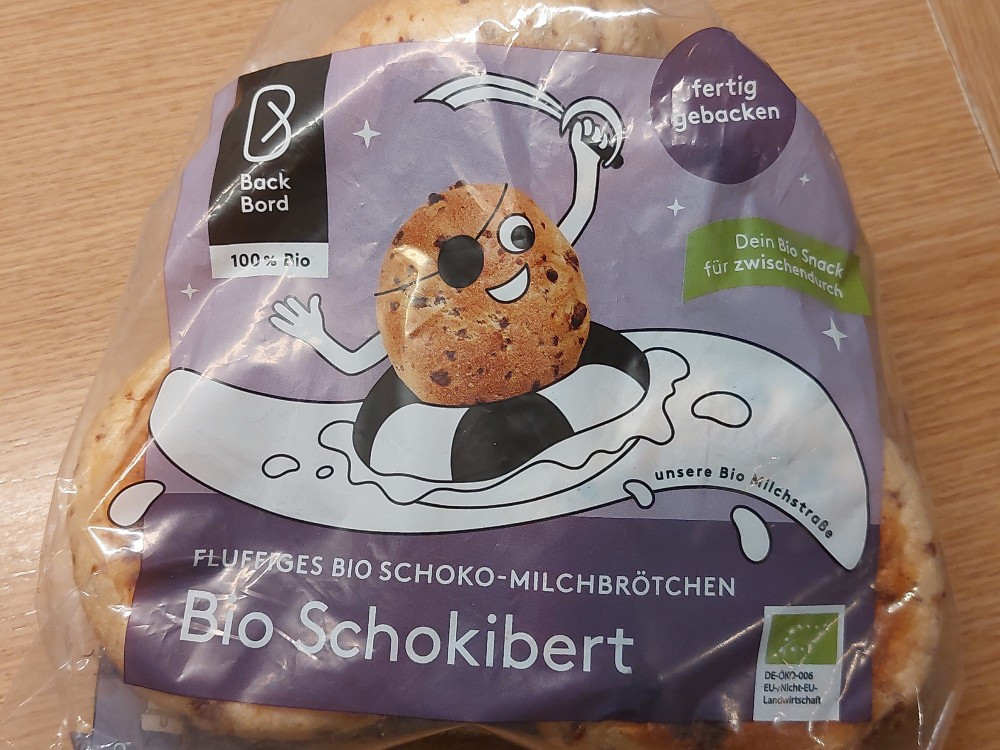 Back
Bord
100% Bio
fertig
gebacken
Dein Bio Snack
für zwischendurch
unsere Bio Milchstraße
FLUFFIGES BIO SCHOKO-MILCHBRÖTCHEN
Bio Schokibert
DE-ÖKO-006
EU-/Nicht-EU-
Landwirtschaft